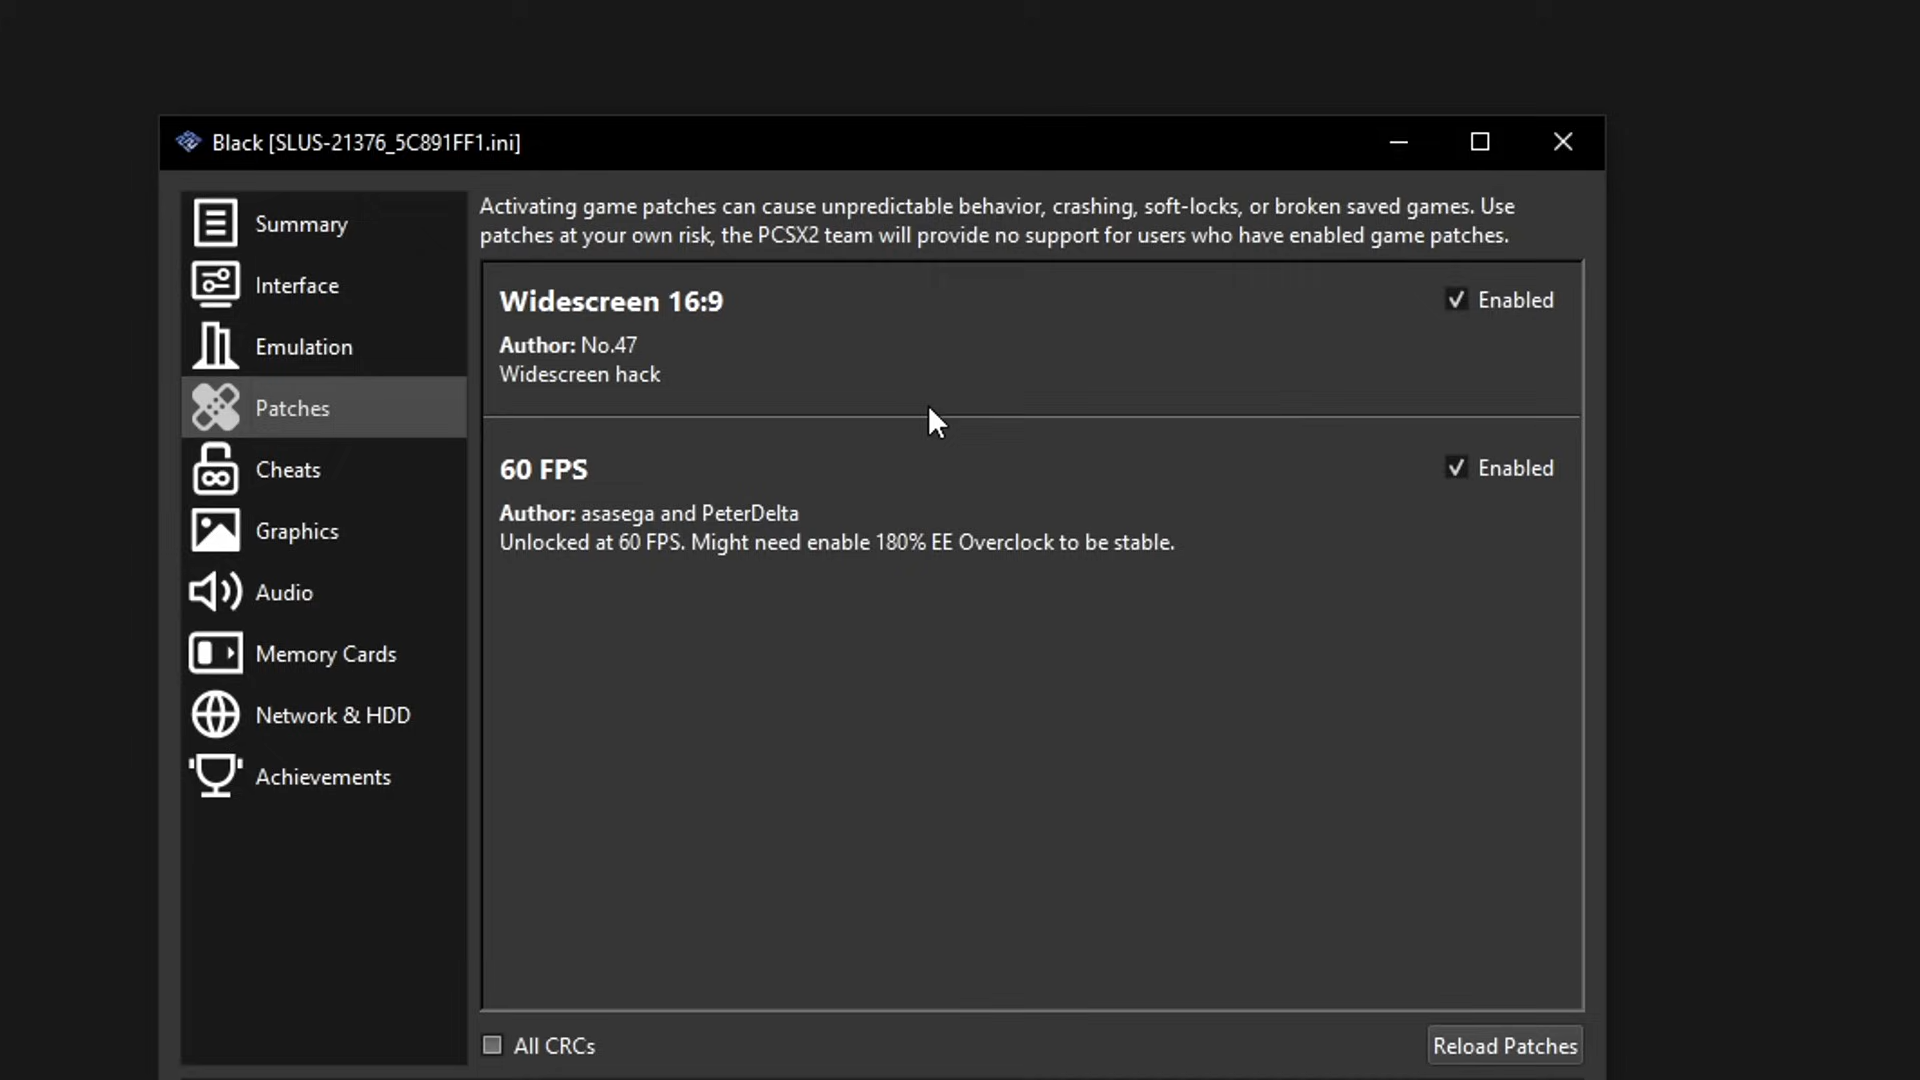 Black [SLUS-21376_5C891FF1.ini]
Summary
Interface
Emulation
Patches
Cheats
Graphics
Audio
Memory Cards
Network & HDD
Achievements
Activating game patches can cause unpredictable behavior, crashing, soft-locks, or broken saved games. Use
patches at your own risk, the PCSX2 team will provide no support for users who have enabled game patches.
Widescreen 16:9
Enabled
Author: No.47
Widescreen hack
60 FPS
Enabled
Author: asasega and PeterDelta
Unlocked at 60 FPS. Might need enable 180% EE Overclock to be stable.
All CRCs
Reload Patches